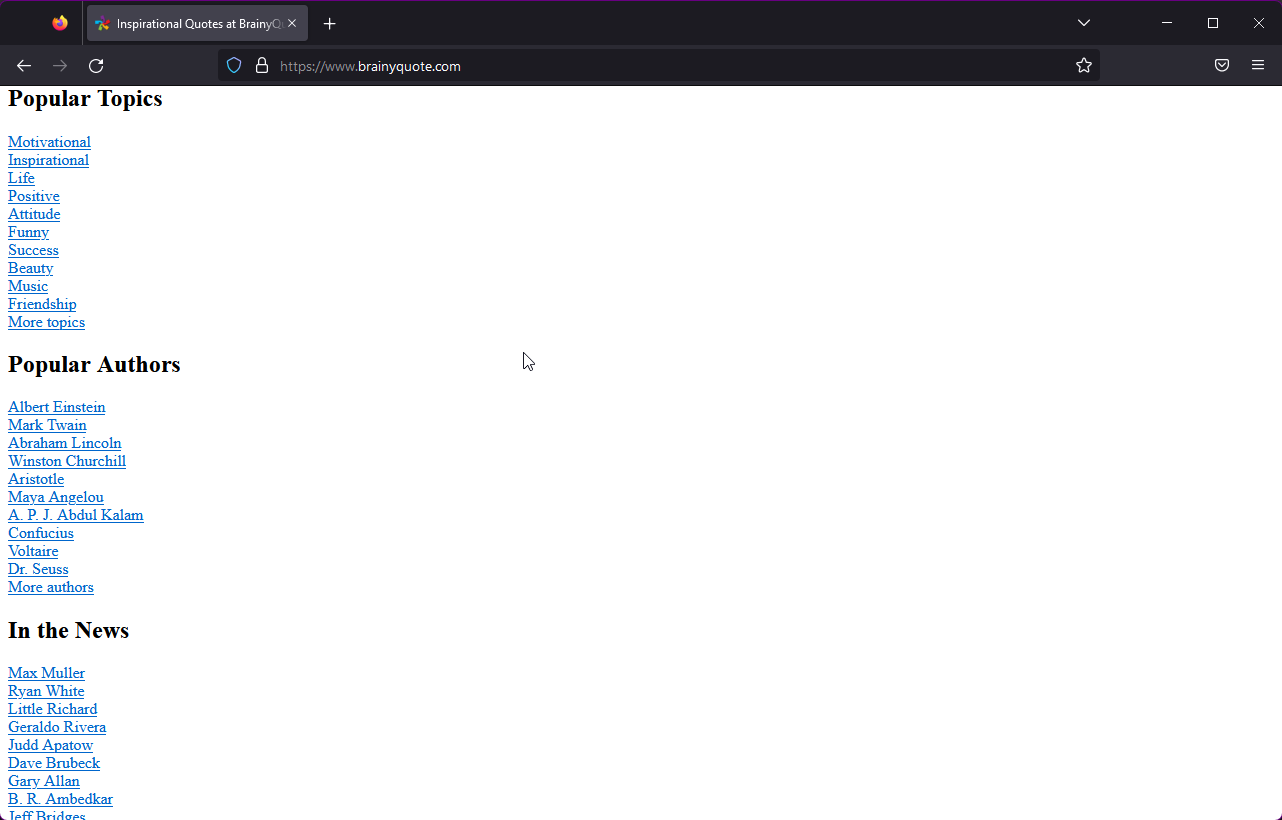 Inspirational Quotes at BrainyQ
https://www.brainyquote.com
Popular Topics
Motivational
Inspirational
Life
Positive
Attitude
Funny
Success
Beauty
Music
Friendship
More topics
Popular Authors
Albert Einstein
Mark Twain
Abraham Lincoln
Winston Churchill
Aristotle
Maya Angelou
A. P. J. Abdul Kalam
Confucius
Voltaire
Dr. Seuss
More authors
In the News
Max Muller
Ryan White
Little Richard
Geraldo Rivera
Judd Apatow
Dave Brubeck
Gary Allan
B. R. Ambedkar
Jeff Bridges